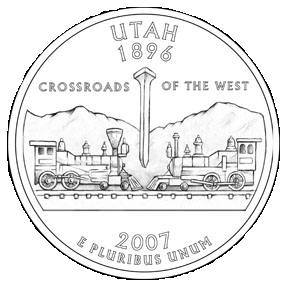 UTAH
1896
CROSSROADS OF THE WEST
2007
E PLURIBUS UNUM